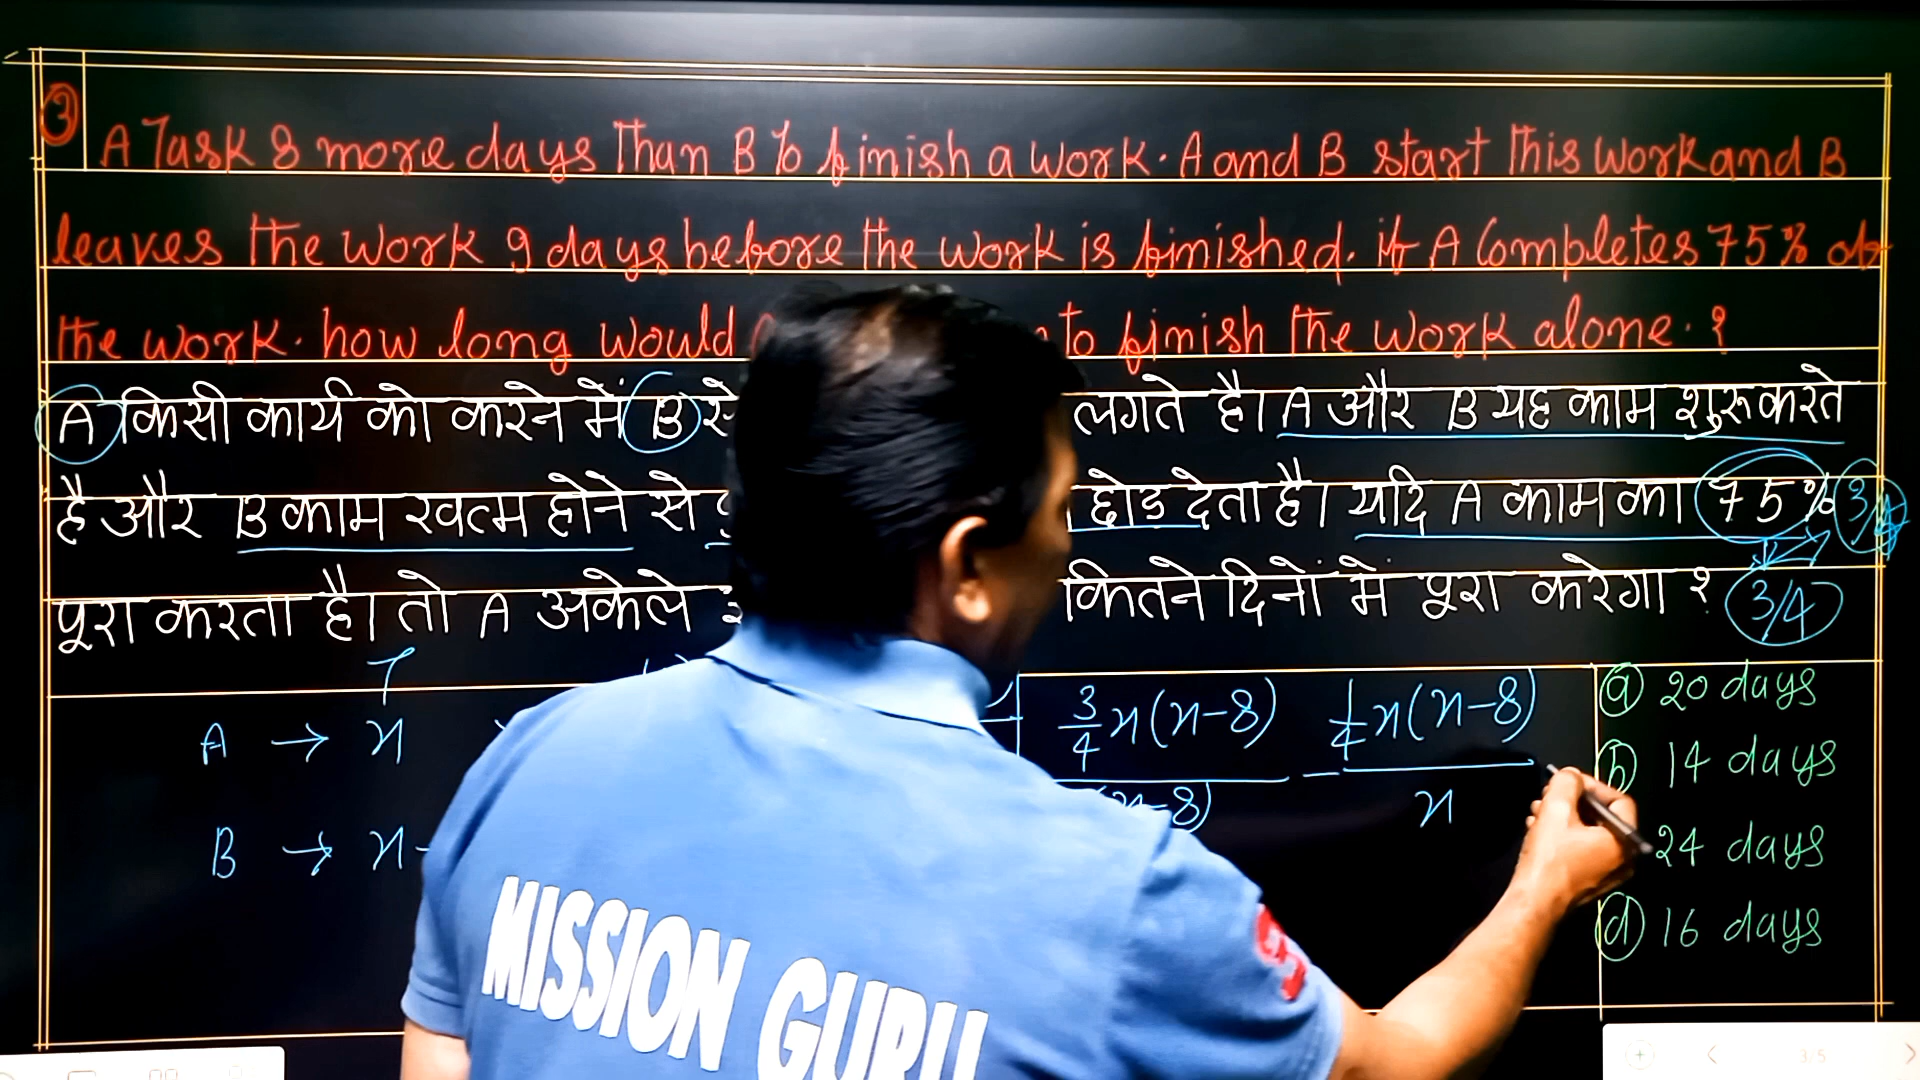 3
A Task 8 more days Than B To finish a work. A and B start this work and B
leaves the work 9 days before the work is finished. if A Completes 75% of
the work. how long would to finish the work alone. ?
A किसी कार्य को करने में B से लगते है। A और B यह काम शुरू करते
है और B काम खत्म होने से छोड देता है। यदि A काम का 75% 3/4
पूरा करता है। तो A अकेले कितने दिनों में पूरा करेगा ? 3/4
T
A → x
B → x-
3/4 x(x-8) 1/4 x(x-8)
(x-8) - x
(a) 20 days
(b) 14 days
24 days
(d) 16 days
MISSION GURU
3/5